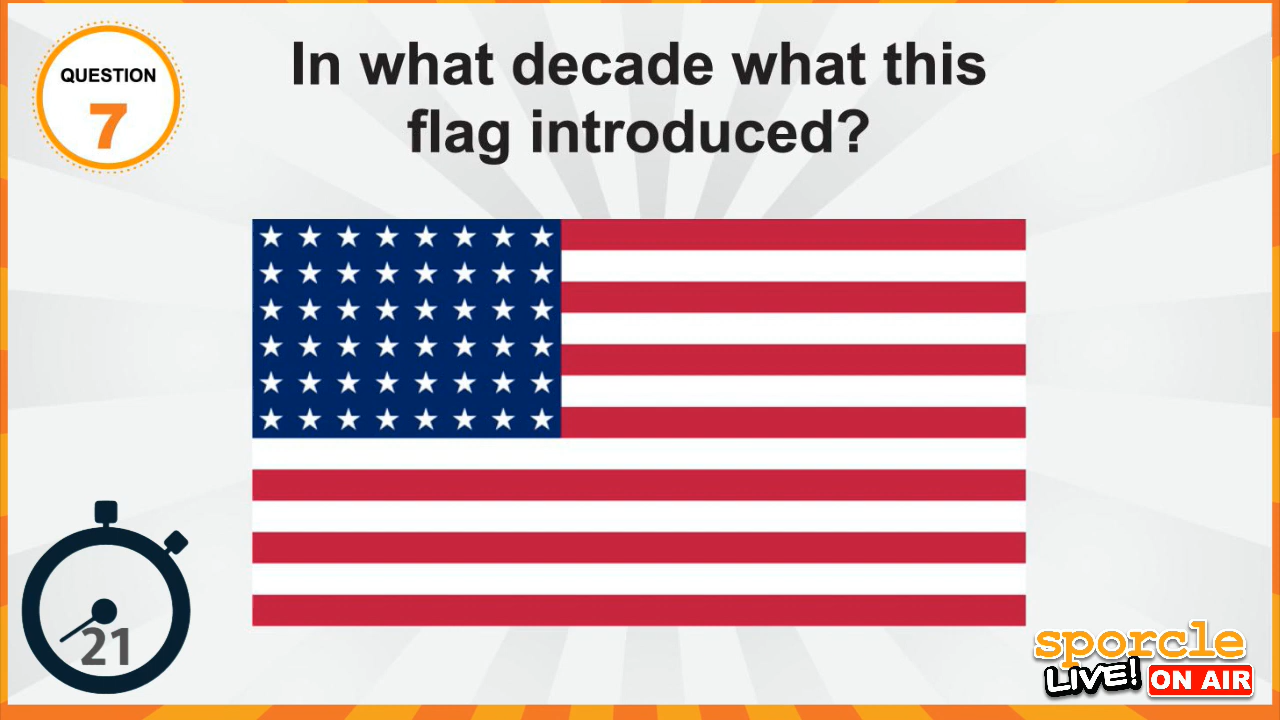 QUESTION
7
In what decade what this
flag introduced?
21
sporcle
LIVE!
ON AIR